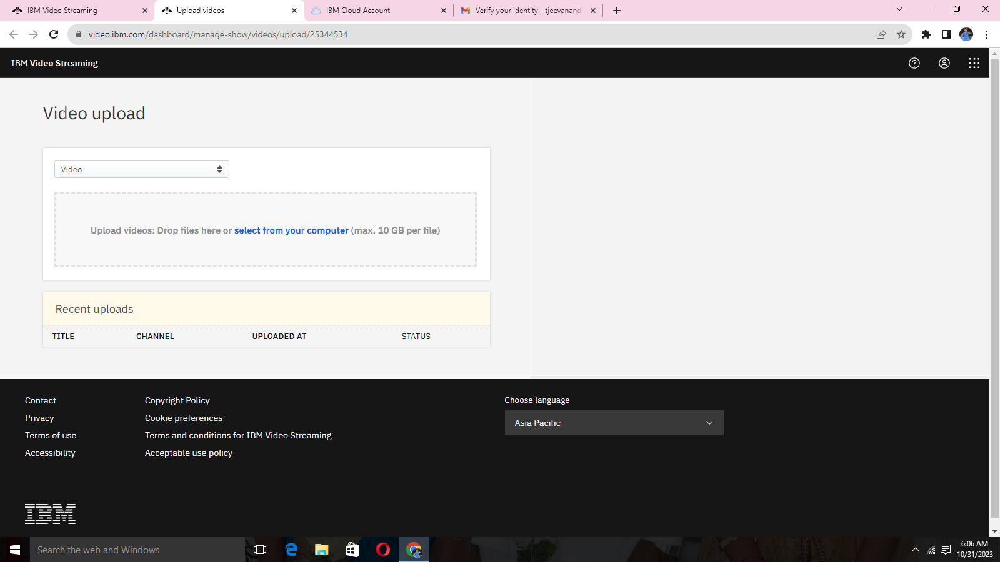 IBM Video Streaming
Upload videos
IBM Cloud Account
Verify your identity - tjeevanand
video.ibm.com/dashboard/manage-show/videos/upload/25344534
IBM Video Streaming
Video upload
Video
Upload videos: Drop files here or select from your computer (max. 10 GB per file)
Recent uploads
TITLE CHANNEL UPLOADED AT STATUS
Contact
Privacy
Terms of use
Accessibility
Copyright Policy
Cookie preferences
Terms and conditions for IBM Video Streaming
Acceptable use policy
Choose language
Asia Pacific
IBM
Search the web and Windows
6:06 AM
10/31/2023